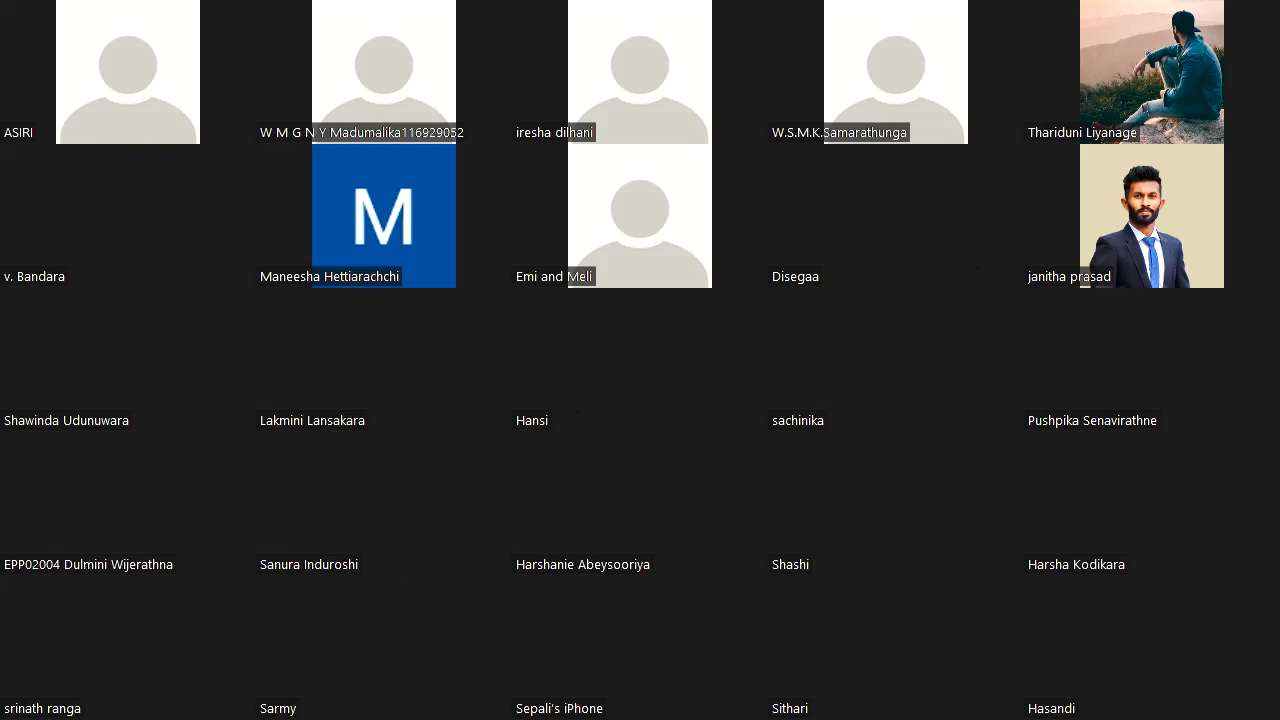 ASIRI
W M G N Y Madumalika116929052
iresha dilhani
W.S.M.K.Samarathunga
Thariduni Liyanage
v. Bandara
M
Maneesha Hettiarachchi
Emi and Meli
Disegaa
janitha prasad
Shawinda Udunuwara
Lakmini Lansakara
Hansi
sachinika
Pushpika Senavirathne
EPP02004 Dulmini Wijerathna
Sanura Induroshi
Harshanie Abeysooriya
Shashi
Harsha Kodikara
srinath ranga
Sarmy
Sepali's iPhone
Sithari
Hasandi